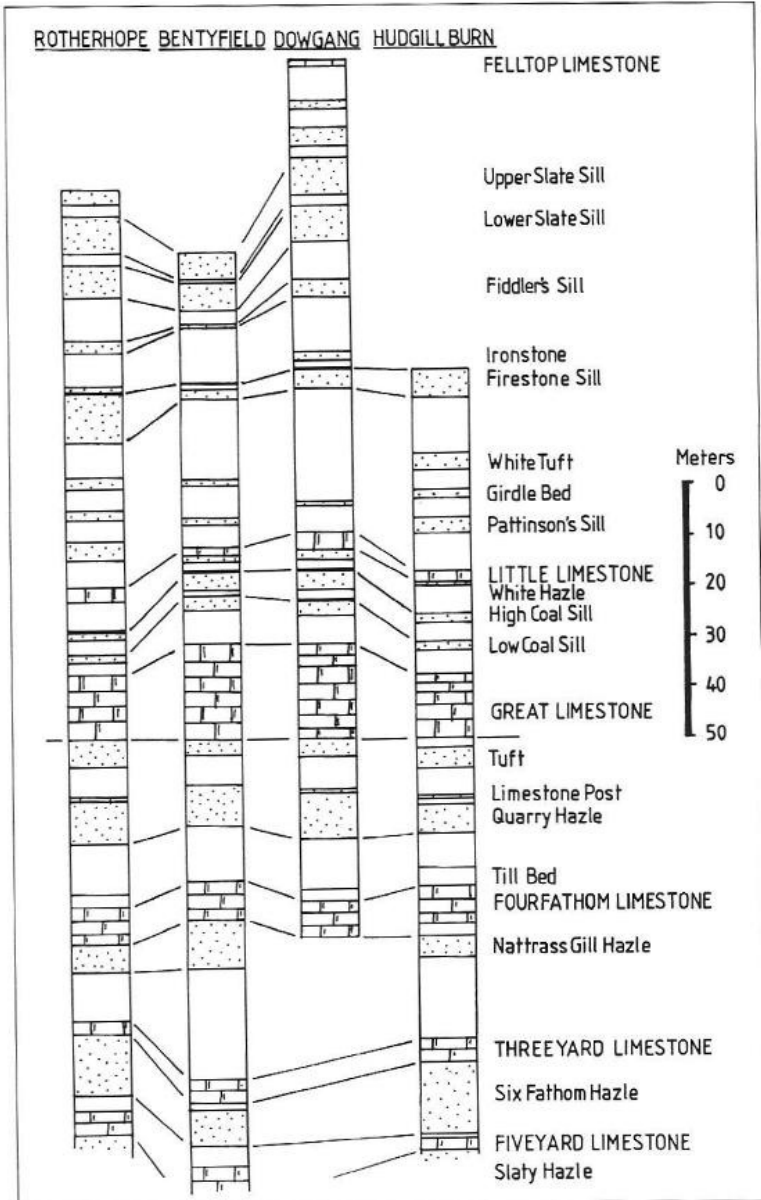 ROTHERHOPE BENTYFIELD DOWGANG HUDGILL BURN
FELLTOP LIMESTONE
Upper Slate Sill
Lower Slate Sill
Fiddler's Sill
Ironstone
Firestone Sill
White Tuft
Girdle Bed
Pattinson's Sill
LITTLE LIMESTONE
White Hazle
High Coal Sill
Low Coal Sill
GREAT LIMESTONE
Tuft
Limestone Post
Quarry Hazle
Till Bed
FOURFATHOM LIMESTONE
Nattrass Gill Hazle
THREEYARD LIMESTONE
Six Fathom Hazle
FIVEYARD LIMESTONE
Slaty Hazle
Meters
0
10
20
30
40
50